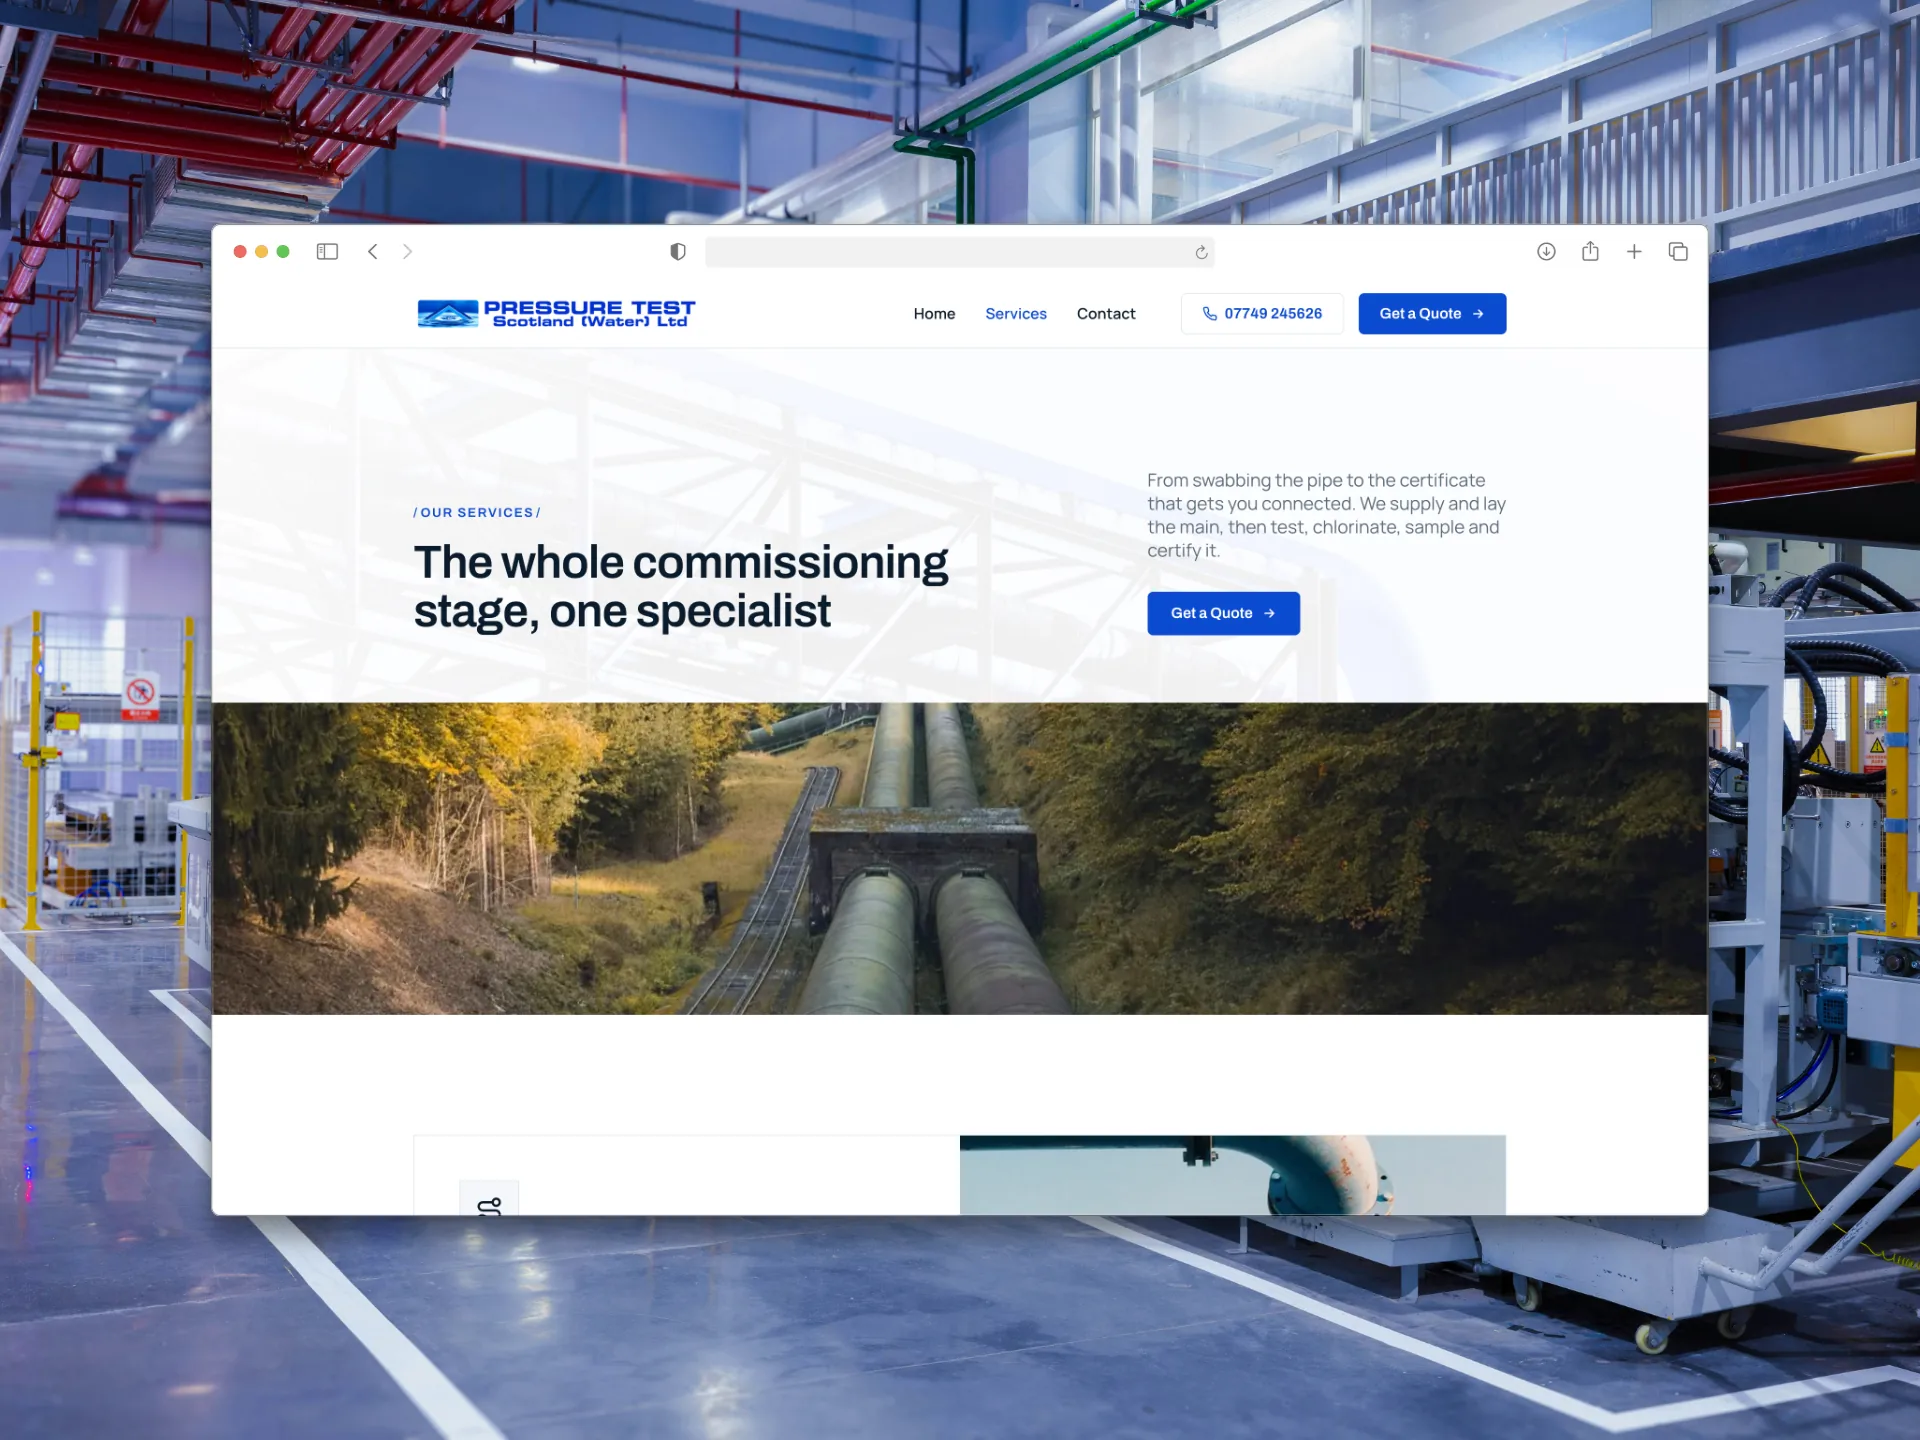 PRESSURE TEST
Scotland (Water) Ltd
Home
Services
Contact
07749 245626
Get a Quote
/ OUR SERVICES /
The whole commissioning
stage, one specialist
From swabbing the pipe to the certificate
that gets you connected. We supply and lay
the main, then test, chlorinate, sample and
certify it.
Get a Quote